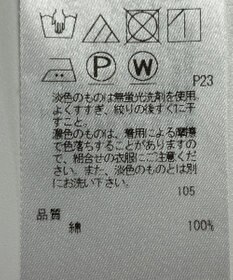 P W
P23
淡色のものは無蛍光洗剤を使用、
よくすすぎ、絞りの後すぐに干
すこと。
濃色のものは、着用による摩擦
で色落ちすることがありますの
で、組合せの衣服にご注意くだ
さい。また、淡色のものとは別
にお洗い下さい。
105
品質
綿 100%